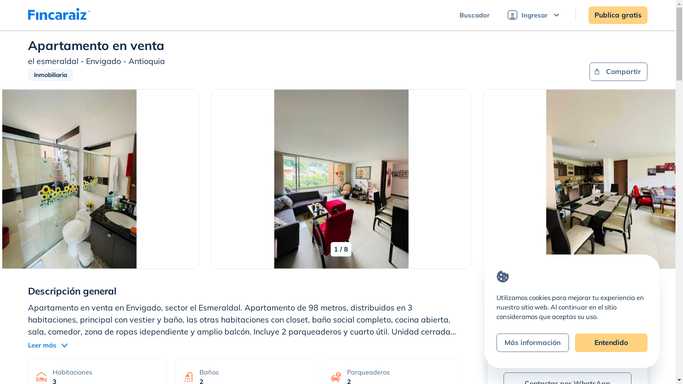 Fincaraiz
Buscador
Ingresar
Publica gratis
Apartamento en venta
el esmeraldal - Envigado - Antioquia
Inmobiliaria
Compartir
1 / 8
Descripción general
Apartamento en venta en Envigado, sector el Esmeraldal. Apartamento de 98 metros, distribuidos en 3
habitaciones, principal con vestier y baño, las otras habitaciones con closet, baño social completo, cocina abierta,
sala, comedor, zona de ropas idependiente y amplio balcón. Incluye 2 parqueaderos y cuarto útil. Unidad cerrada...
Leer más
Habitaciones
3
Baños
2
Parqueaderos
2
Utilizamos cookies para mejorar tu experiencia en
nuestro sitio web. Al continuar en el sitio
consideramos que aceptas su uso.
Más información
Entendido
Contactar por WhatsApp